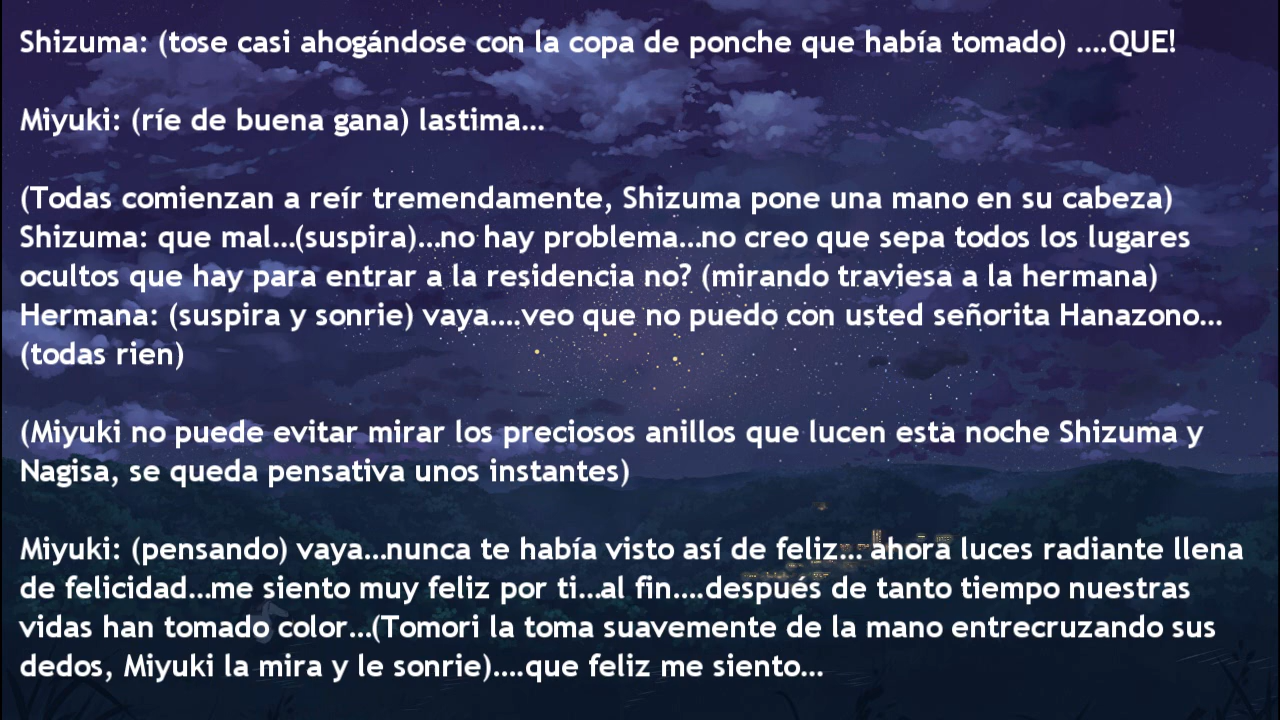 Shizuma: (tose casi ahogándose con la copa de ponche que había tomado) ....QUE!
Miyuki: (ríe de buena gana) lastima...
(Todas comienzan a reír tremendamente, Shizuma pone una mano en su cabeza)
Shizuma: que mal...(suspira)...no hay problema...no creo que sepa todos los lugares
ocultos que hay para entrar a la residencia no? (mirando traviesa a la hermana)
Hermana: (suspira y sonrie) vaya....veo que no puedo con usted señorita Hanazono...
(todas rien)
(Miyuki no puede evitar mirar los preciosos anillos que lucen esta noche Shizuma y
Nagisa, se queda pensativa unos instantes)
Miyuki: (pensando) vaya...nunca te había visto así de feliz... ahora luces radiante llena
de felicidad...me siento muy feliz por ti...al fin....después de tanto tiempo nuestras
vidas han tomado color...(Tomori la toma suavemente de la mano entrecruzando sus
dedos, Miyuki la mira y le sonrie)....que feliz me siento...